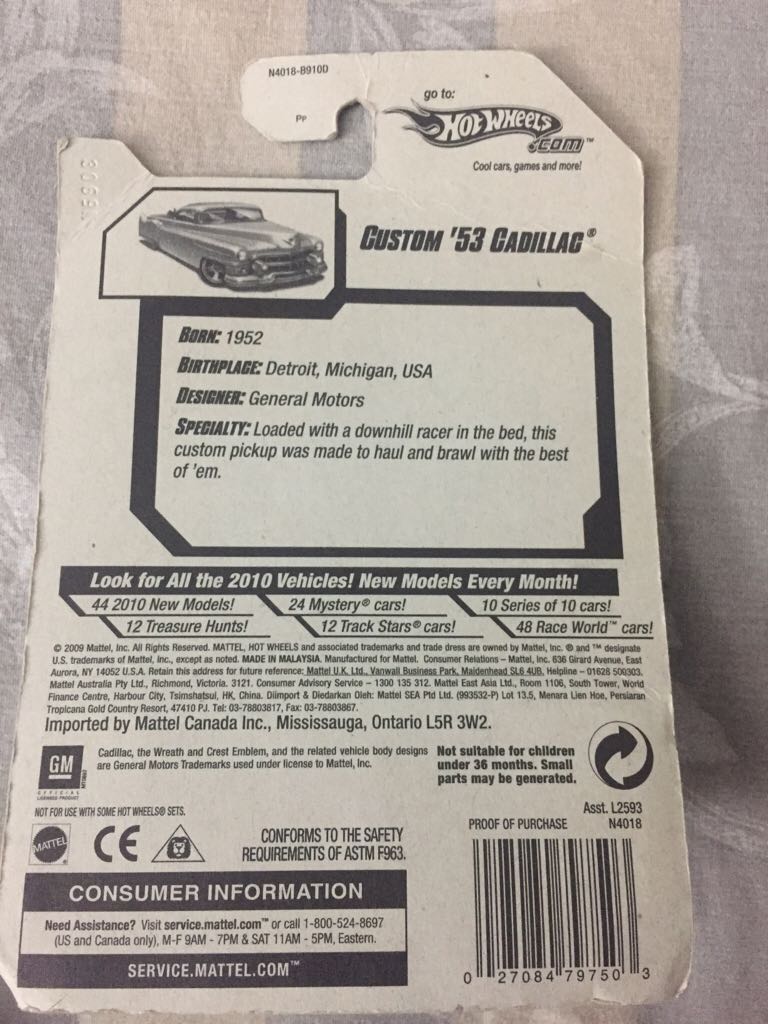 N4018-B910D
PP
go to:
HOT WHEELS
.COM™
Cool cars, games and more!
CUSTOM '53 CADILLAC®
BORN: 1952
BIRTHPLACE: Detroit, Michigan, USA
DESIGNER: General Motors
SPECIALTY: Loaded with a downhill racer in the bed, this
custom pickup was made to haul and brawl with the best
of 'em.
Look for All the 2010 Vehicles! New Models Every Month!
44 2010 New Models! 24 Mystery® cars! 10 Series of 10 cars!
12 Treasure Hunts! 12 Track Stars® cars! 48 Race World™ cars!
© 2009 Mattel, Inc. All Rights Reserved. MATTEL, HOT WHEELS and associated trademarks and trade dress are owned by Mattel, Inc. ® and ™ designate
U.S. trademarks of Mattel, Inc., except as noted. MADE IN MALAYSIA. Manufactured for Mattel. Consumer Relations – Mattel, Inc. 636 Girard Avenue, East
Aurora, NY 14052 U.S.A. Retain this address for future reference: Mattel U.K. Ltd., Vanwall Business Park, Maidenhead SL6 4UB. Helpline – 01628 500303.
Mattel Australia Pty Ltd., Richmond, Victoria. 3121. Consumer Advisory Service – 1300 135 312. Mattel East Asia Ltd., Room 1106, South Tower, World
Finance Centre, Harbour City, Tsimshatsui, HK, China. Diimport & Diedarkan Oleh: Mattel SEA Ptd Ltd. (993532-P) Lot 13.5, Menara Lien Hoe, Persiaran
Tropicana Golf Country Resort, 47410 PJ. Tel: 03-78803817, Fax: 03-78803867.
Imported by Mattel Canada Inc., Mississauga, Ontario L5R 3W2.
GM
OFFICIAL
LICENSED PRODUCT
Cadillac, the Wreath and Crest Emblem, and the related vehicle body designs
are General Motors Trademarks used under license to Mattel, Inc.
Not suitable for children
under 36 months. Small
parts may be generated.
NOT FOR USE WITH SOME HOT WHEELS® SETS.
MATTEL
CE
CONFORMS TO THE SAFETY
REQUIREMENTS OF ASTM F963.
Asst. L2593
PROOF OF PURCHASE N4018
CONSUMER INFORMATION
Need Assistance? Visit service.mattel.com™ or call 1-800-524-8697
(US and Canada only), M-F 9AM - 7PM & SAT 11AM - 5PM, Eastern.
SERVICE.MATTEL.COM™
0 27084 79750 3